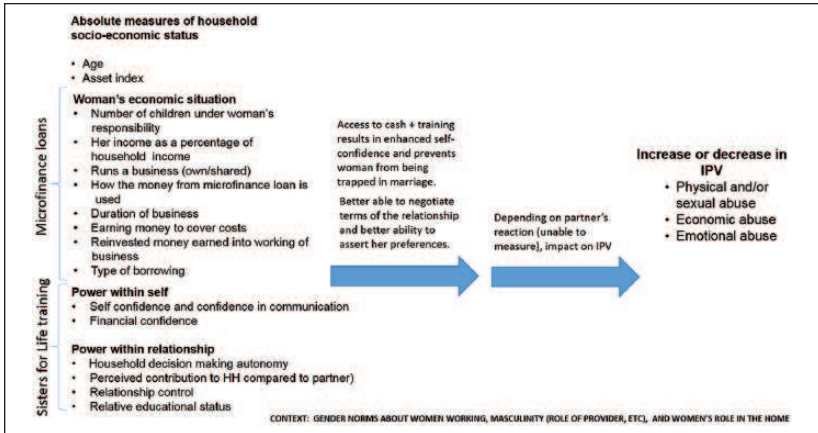 Absolute measures of household
socio-economic status
• Age
• Asset index
Microfinance loans
Woman's economic situation
• Number of children under woman's
responsibility
• Her income as a percentage of
household income
• Runs a business (own/shared)
• How the money from microfinance loan is
used
• Duration of business
• Earning money to cover costs
• Reinvested money earned into working of
business
• Type of borrowing
Sisters for Life training
Power within self
• Self confidence and confidence in communication
• Financial confidence
Power within relationship
• Household decision making autonomy
• Perceived contribution to HH compared to partner)
• Relationship control
• Relative educational status
Access to cash + training
results in enhanced self-
confidence and prevents
woman from being
trapped in marriage.
Better able to negotiate
terms of the relationship
and better ability to
assert her preferences.
Depending on partner's
reaction (unable to
measure), impact on IPV
Increase or decrease in
IPV
• Physical and/or
sexual abuse
• Economic abuse
• Emotional abuse
CONTEXT: GENDER NORMS ABOUT WOMEN WORKING, MASCULINITY (ROLE OF PROVIDER, ETC), AND WOMEN'S ROLE IN THE HOME